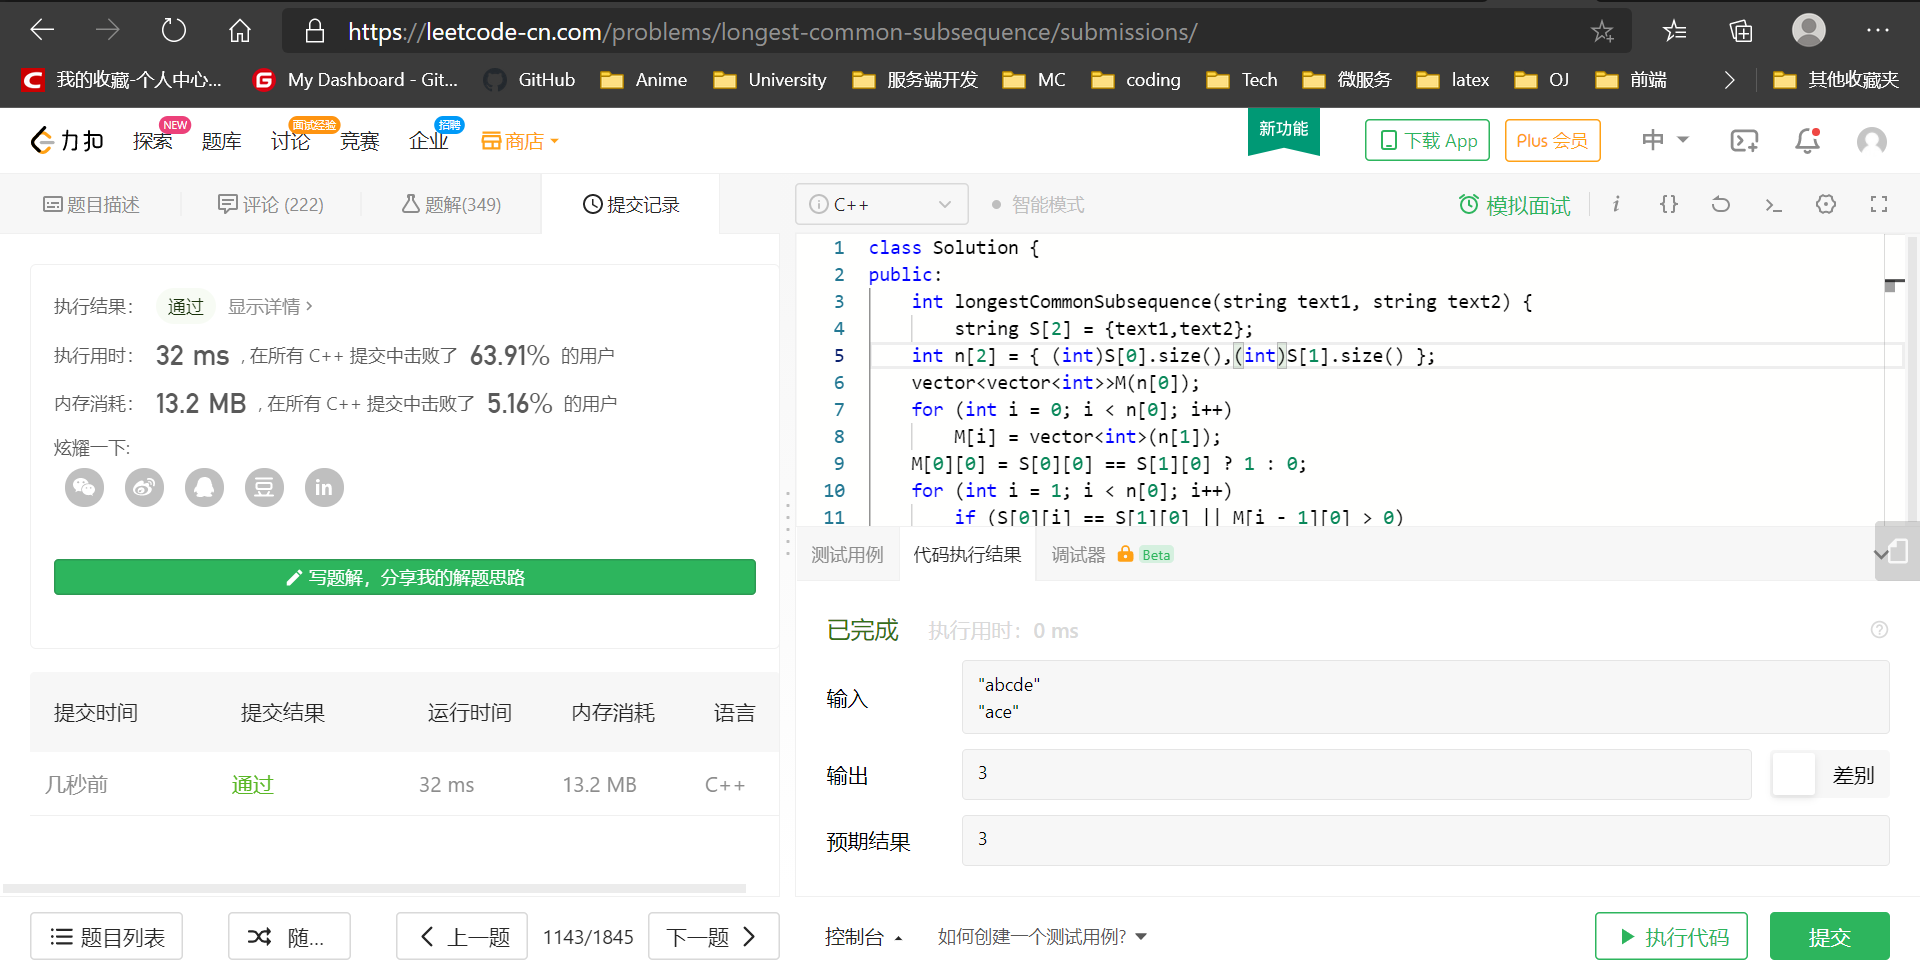 https://leetcode-cn.com/problems/longest-common-subsequence/submissions/
我的收藏-个人中心... My Dashboard - Git... GitHub Anime University 服务端开发 MC coding Tech 微服务 latex OJ 前端 其他收藏夹
力扣 探索 NEW 题库 讨论 面试经验 竞赛 企业 招聘 商店 新功能 下载 App Plus 会员 中
题目描述 评论 (222) 题解(349) 提交记录
C++ 智能模式 模拟面试 i {}
执行结果： 通过 显示详情 >
执行用时： 32 ms , 在所有 C++ 提交中击败了 63.91% 的用户
内存消耗： 13.2 MB , 在所有 C++ 提交中击败了 5.16% 的用户
炫耀一下:
豆 in
写题解，分享我的解题思路
提交时间 提交结果 运行时间 内存消耗 语言
几秒前 通过 32 ms 13.2 MB C++
1 class Solution {
2 public:
3 int longestCommonSubsequence(string text1, string text2) {
4 string S[2] = {text1,text2};
5 int n[2] = { (int)S[0].size(),(int)S[1].size() };
6 vector<vector<int>>M(n[0]);
7 for (int i = 0; i < n[0]; i++)
8 M[i] = vector<int>(n[1]);
9 M[0][0] = S[0][0] == S[1][0] ? 1 : 0;
10 for (int i = 1; i < n[0]; i++)
11 if (S[0][i] == S[1][0] || M[i - 1][0] > 0)
测试用例 代码执行结果 调试器 Beta
已完成 执行用时： 0 ms
输入
"abcde"
"ace"
输出 3 差别
预期结果 3
题目列表 随... 上一题 1143/1845 下一题 控制台 如何创建一个测试用例? 执行代码 提交